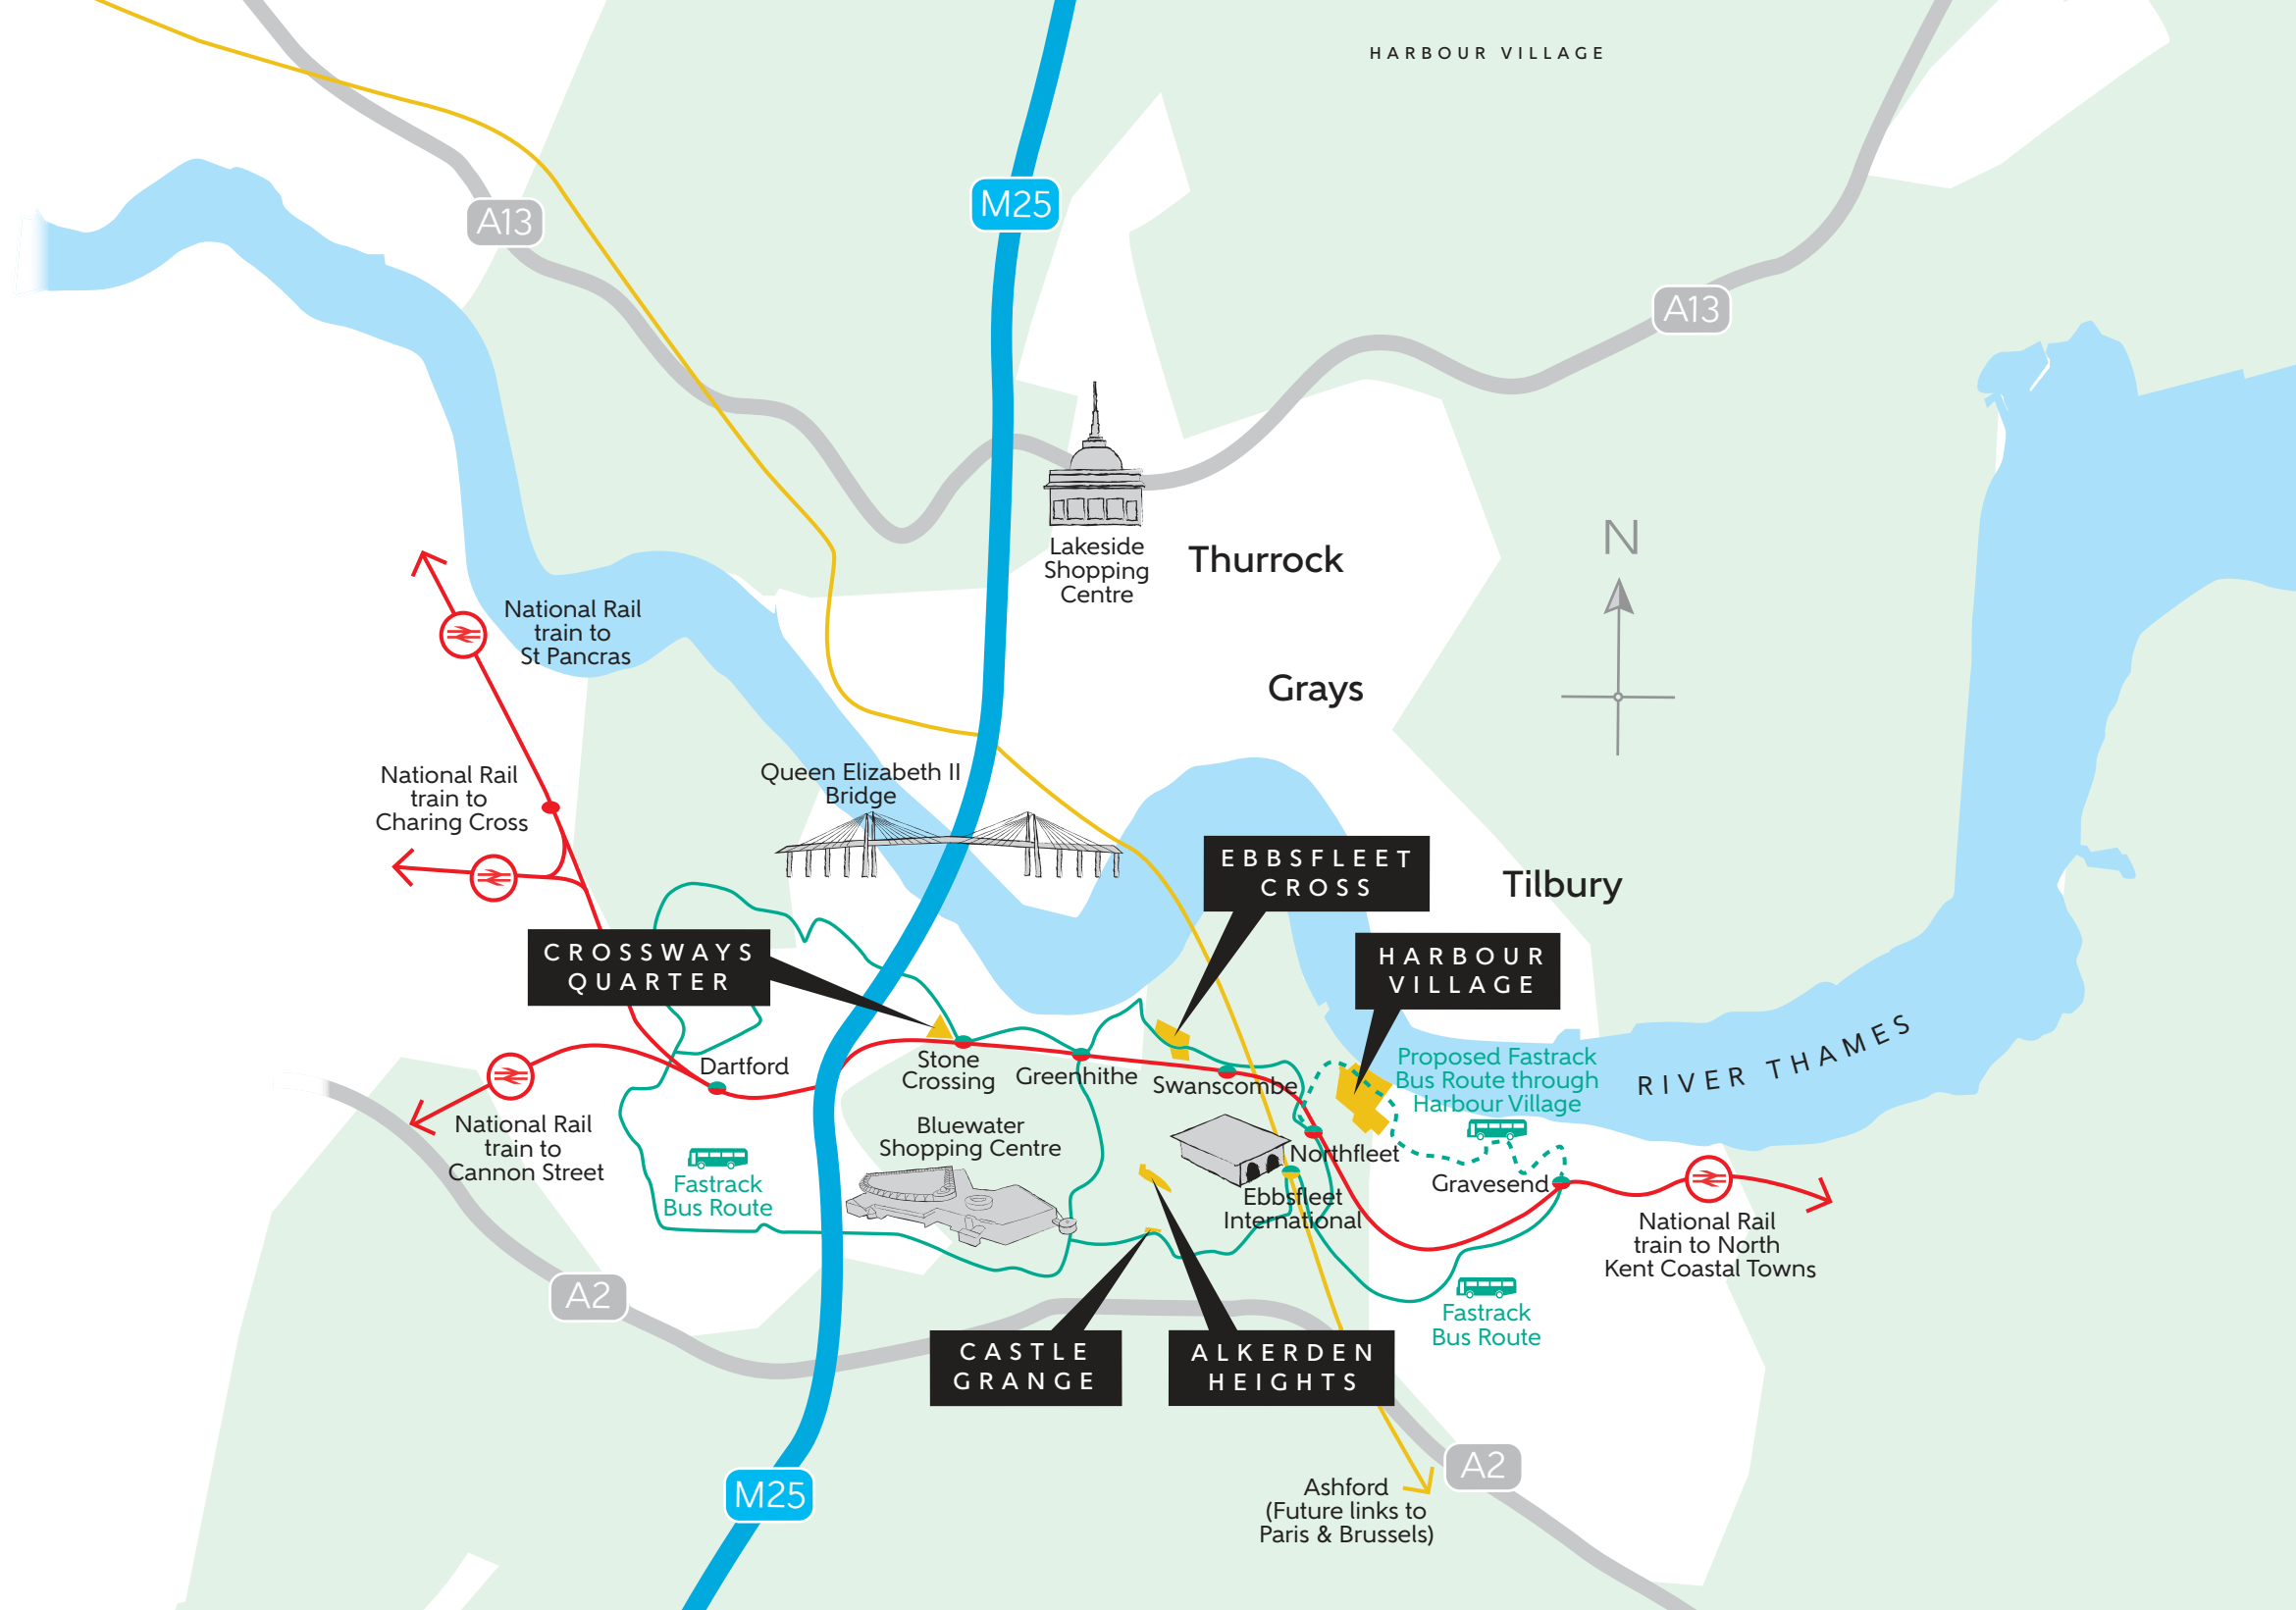 HARBOUR VILLAGE
M25
A13
A13
Lakeside
Shopping
Centre
Thurrock
N
National Rail
train to
St Pancras
Grays
National Rail
train to
Charing Cross
Queen Elizabeth II
Bridge
EBBSFLEET
CROSS
Tilbury
CROSSWAYS
QUARTER
HARBOUR
VILLAGE
RIVER THAMES
Dartford
Stone
Crossing
Greenhithe
Swanscombe
Proposed Fastrack
Bus Route through
Harbour Village
National Rail
train to
Cannon Street
Bluewater
Shopping Centre
Northfleet
Fastrack
Bus Route
Ebbsfleet
International
Gravesend
National Rail
train to North
Kent Coastal Towns
A2
Fastrack
Bus Route
CASTLE
GRANGE
ALKERDEN
HEIGHTS
A2
M25
Ashford
(Future links to
Paris & Brussels)